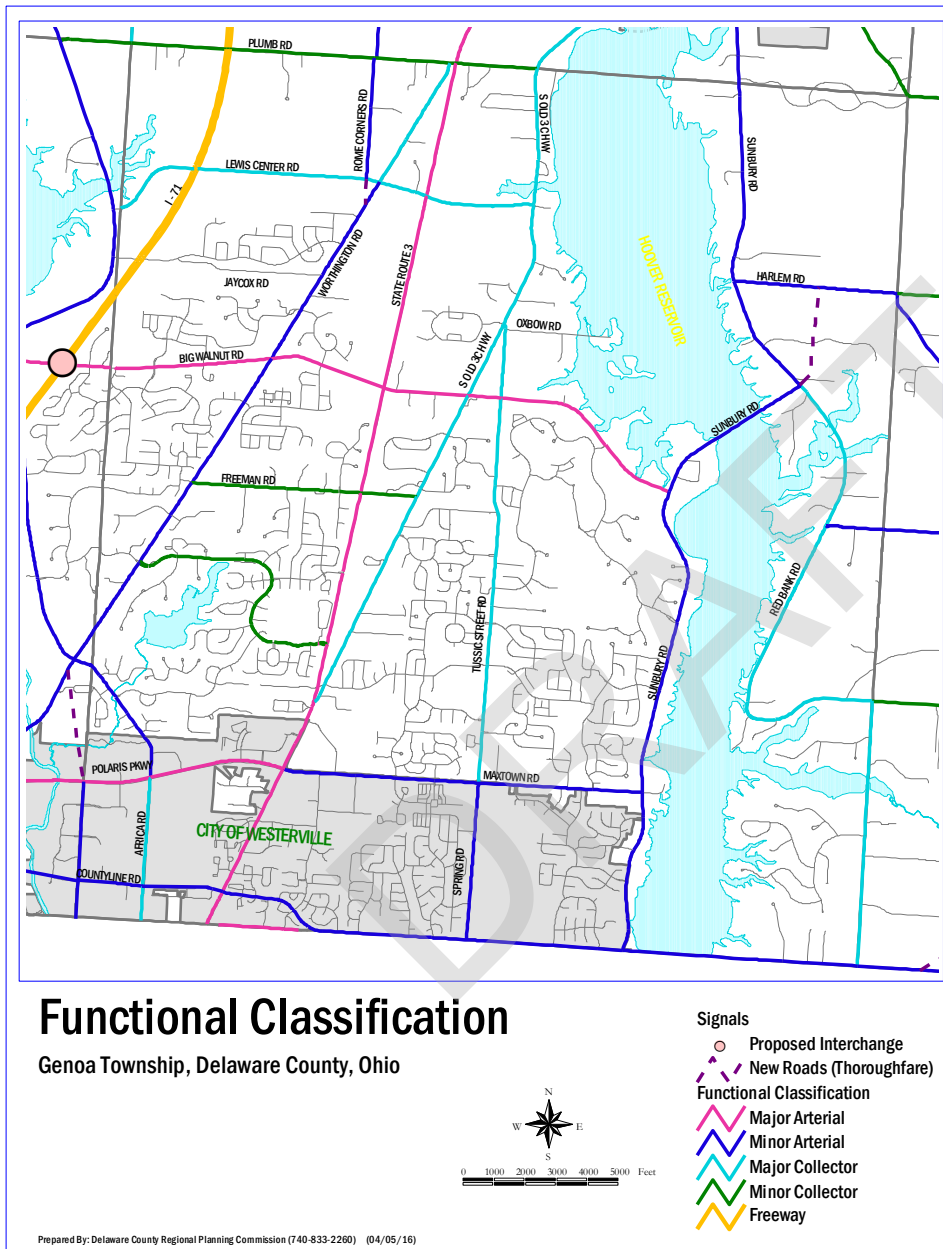 PLUMB RD
S OLD 3C HWY
ROME CORNERS RD
SUNBURY RD
LEWIS CENTER RD
I - 71
WORTHINGTON RD
STATE ROUTE 3
HOOVER RESERVOIR
HARLEM RD
JAYCOX RD
OXBOW RD
S OLD 3C HWY
BIG WALNUT RD
SUNBURY RD
FREEMAN RD
RED BANK RD
TUSSIC STREET RD
SUNBURY RD
DRAFT
POLARIS PKWY
MAXTOWN RD
AFRICA RD
CITY OF WESTERVILLE
SPRING RD
COUNTYLINE RD
Functional Classification
Genoa Township, Delaware County, Ohio
N
W
E
S
0 1000 2000 3000 4000 5000 Feet
Signals
Proposed Interchange
New Roads (Thoroughfare)
Functional Classification
Major Arterial
Minor Arterial
Major Collector
Minor Collector
Freeway
Prepared By: Delaware County Regional Planning Commission (740-833-2260) (04/05/16)